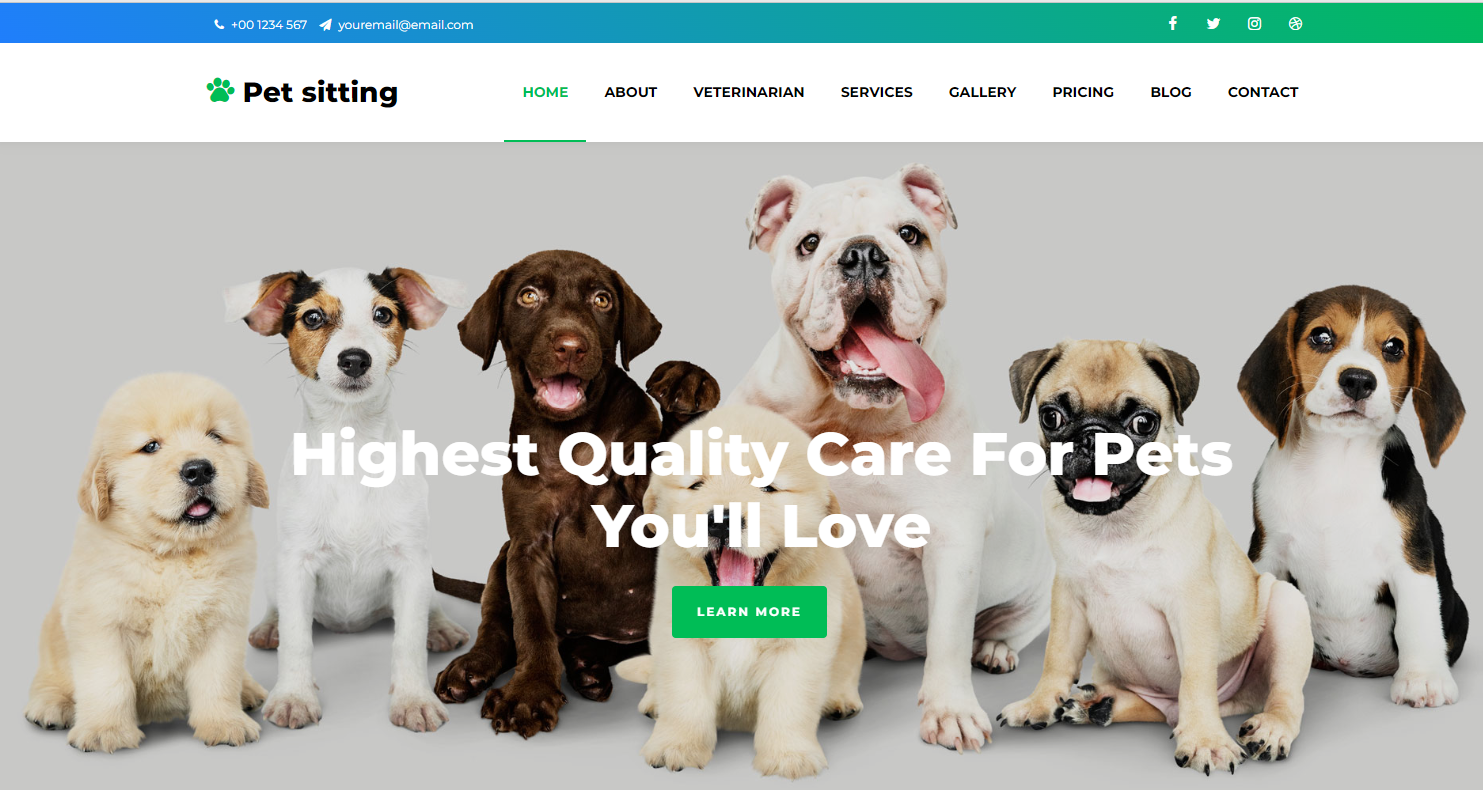 +00 1234 567 youremail@email.com
Pet sitting HOME ABOUT VETERINARIAN SERVICES GALLERY PRICING BLOG CONTACT
Highest Quality Care For Pets
You'll Love
LEARN MORE